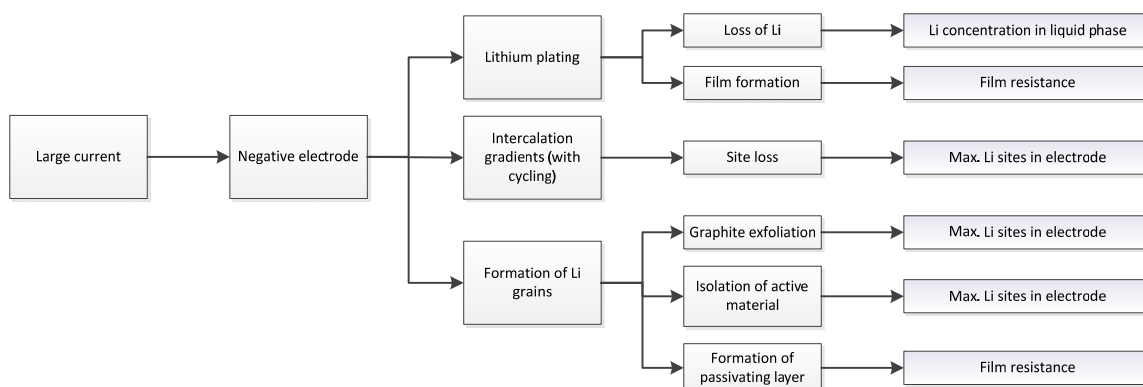 Large current
Negative electrode
Lithium plating
Loss of Li
Li concentration in liquid phase
Film formation
Film resistance
Intercalation
gradients (with
cycling)
Site loss
Max. Li sites in electrode
Formation of Li
grains
Graphite exfoliation
Max. Li sites in electrode
Isolation of active
material
Max. Li sites in electrode
Formation of
passivating layer
Film resistance